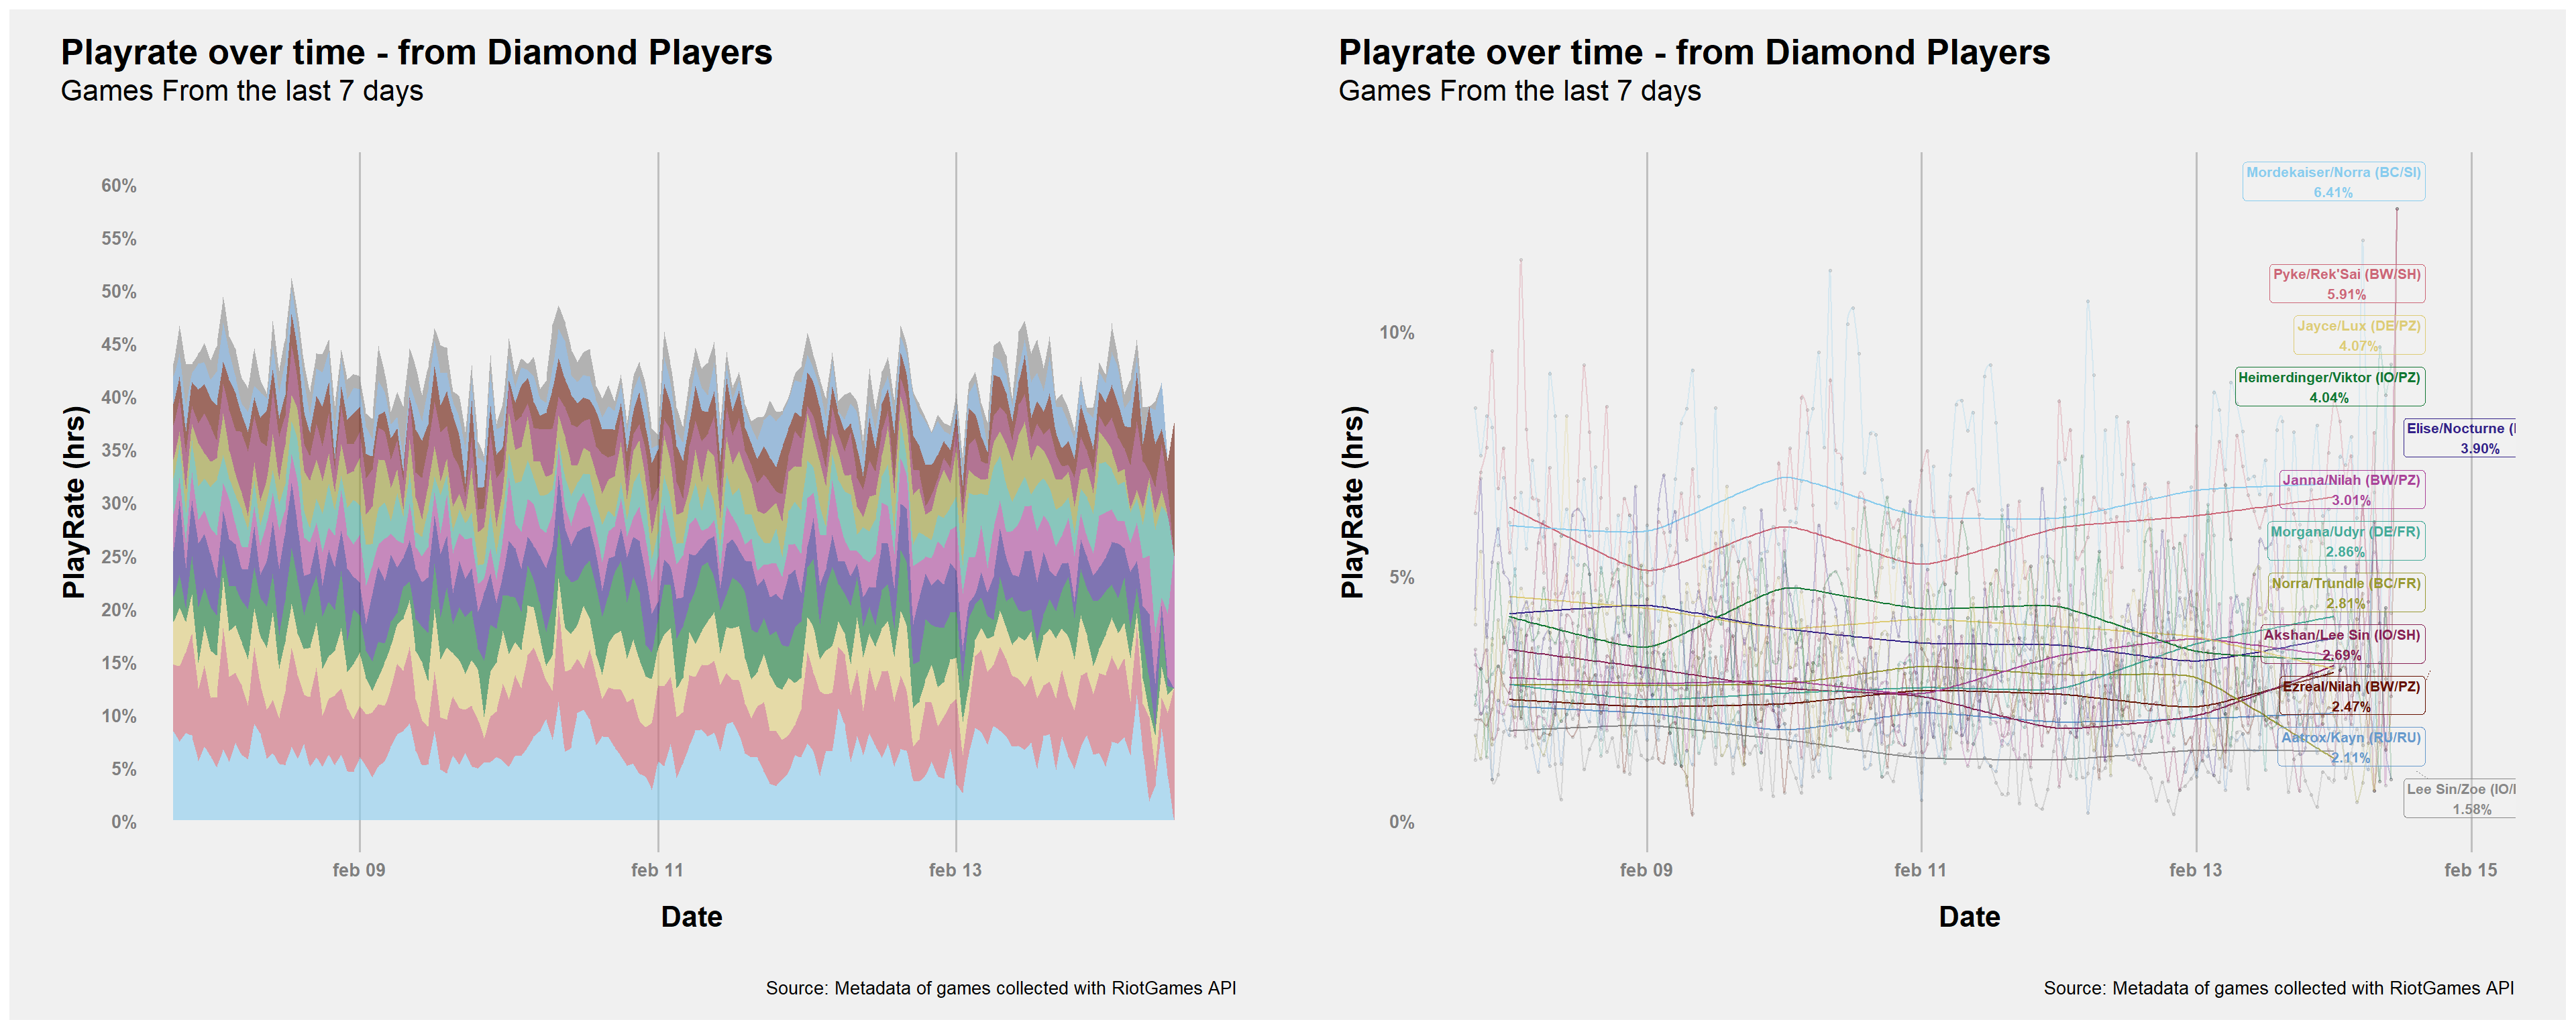 Playrate over time - from Diamond Players
Games From the last 7 days
60%
55%
50%
45%
40%
35%
30%
25%
20%
15%
10%
5%
0%
PlayRate (hrs)
feb 09
feb 11
feb 13
Date
Source: Metadata of games collected with RiotGames API
Playrate over time - from Diamond Players
Games From the last 7 days
10%
5%
0%
PlayRate (hrs)
Mordekaiser/Norra (BC/SI)
6.41%
Pyke/Rek'Sai (BW/SH)
5.91%
Jayce/Lux (DE/PZ)
4.07%
Heimerdinger/Viktor (IO/PZ)
4.04%
Elise/Nocturne (
3.90%
Janna/Nilah (BW/PZ)
3.01%
Morgana/Udyr (DE/FR)
2.86%
Norra/Trundle (BC/FR)
2.81%
Akshan/Lee Sin (IO/SH)
2.69%
Ezreal/Nilah (BW/PZ)
2.47%
Aatrox/Kayn (RU/RU)
2.11%
Lee Sin/Zoe (IO/
1.58%
feb 09
feb 11
feb 13
feb 15
Date
Source: Metadata of games collected with RiotGames API